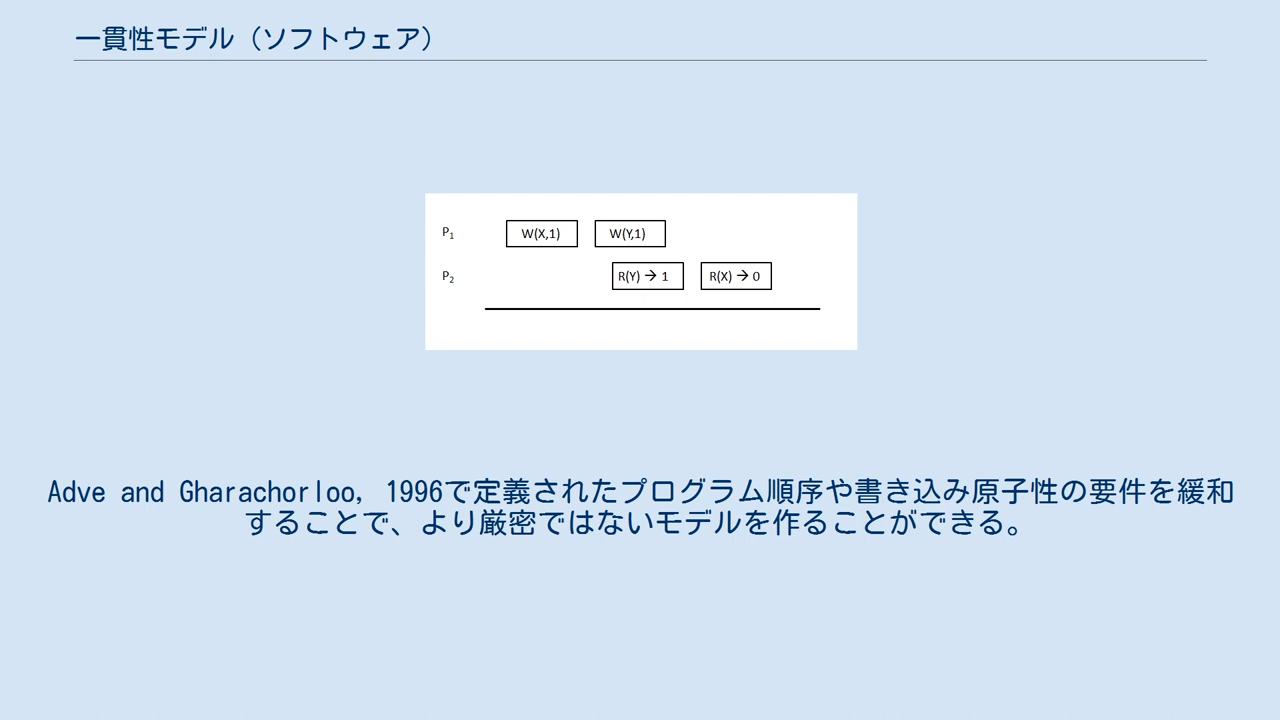 一貫性モデル（ソフトウェア）
P1 W(X,1) W(Y,1)
P2 R(Y) → 1 R(X) → 0
Adve and Gharachorloo, 1996で定義されたプログラム順序や書き込み原子性の要件を緩和
することで、より厳密ではないモデルを作ることができる。